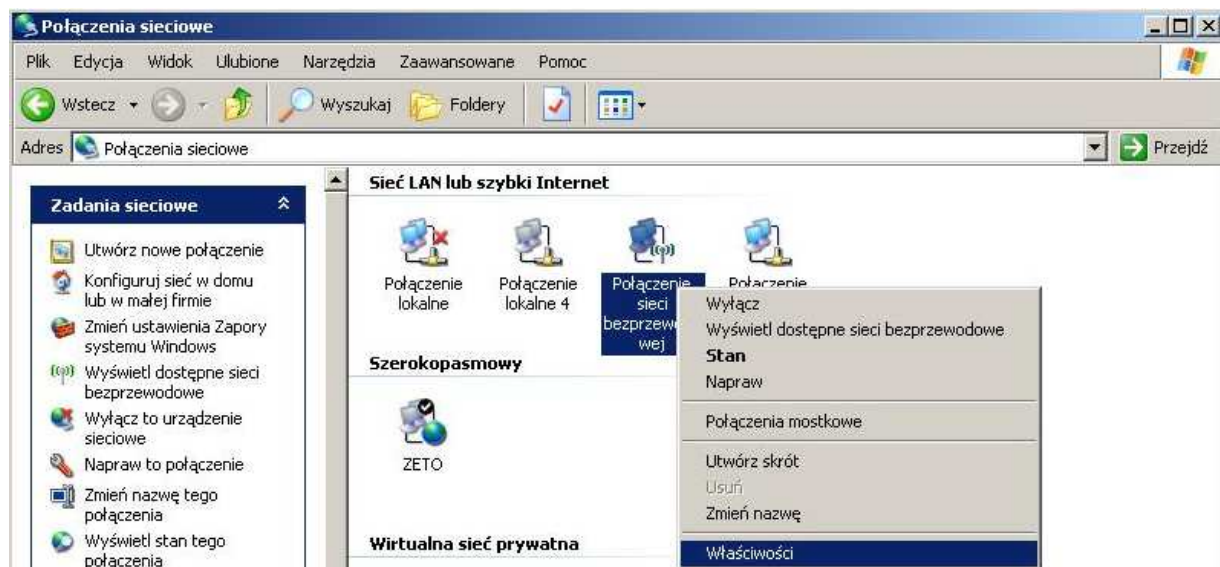 Połączenia sieciowe
Plik Edycja Widok Ulubione Narzędzia Zaawansowane Pomoc
Wstecz Wyszukaj Foldery
Adres Połączenia sieciowe Przejdź
Zadania sieciowe
Utwórz nowe połączenie
Konfiguruj sieć w domu
lub w małej firmie
Zmień ustawienia Zapory
systemu Windows
Wyświetl dostępne sieci
bezprzewodowe
Wyłącz to urządzenie
sieciowe
Napraw to połączenie
Zmień nazwę tego
połączenia
Wyświetl stan tego
połączenia
Sieć LAN lub szybki Internet
Połączenie
lokalne
Połączenie
lokalne 4
Połączenie
sieci
wej
Połączenie
Szerokopasmowy
ZETO
Wirtualna sieć prywatna
Wyłącz
Wyświetl dostępne sieci bezprzewodowe
Stan
Napraw
Połączenia mostkowe
Utwórz skrót
Usuń
Zmień nazwę
Właściwości